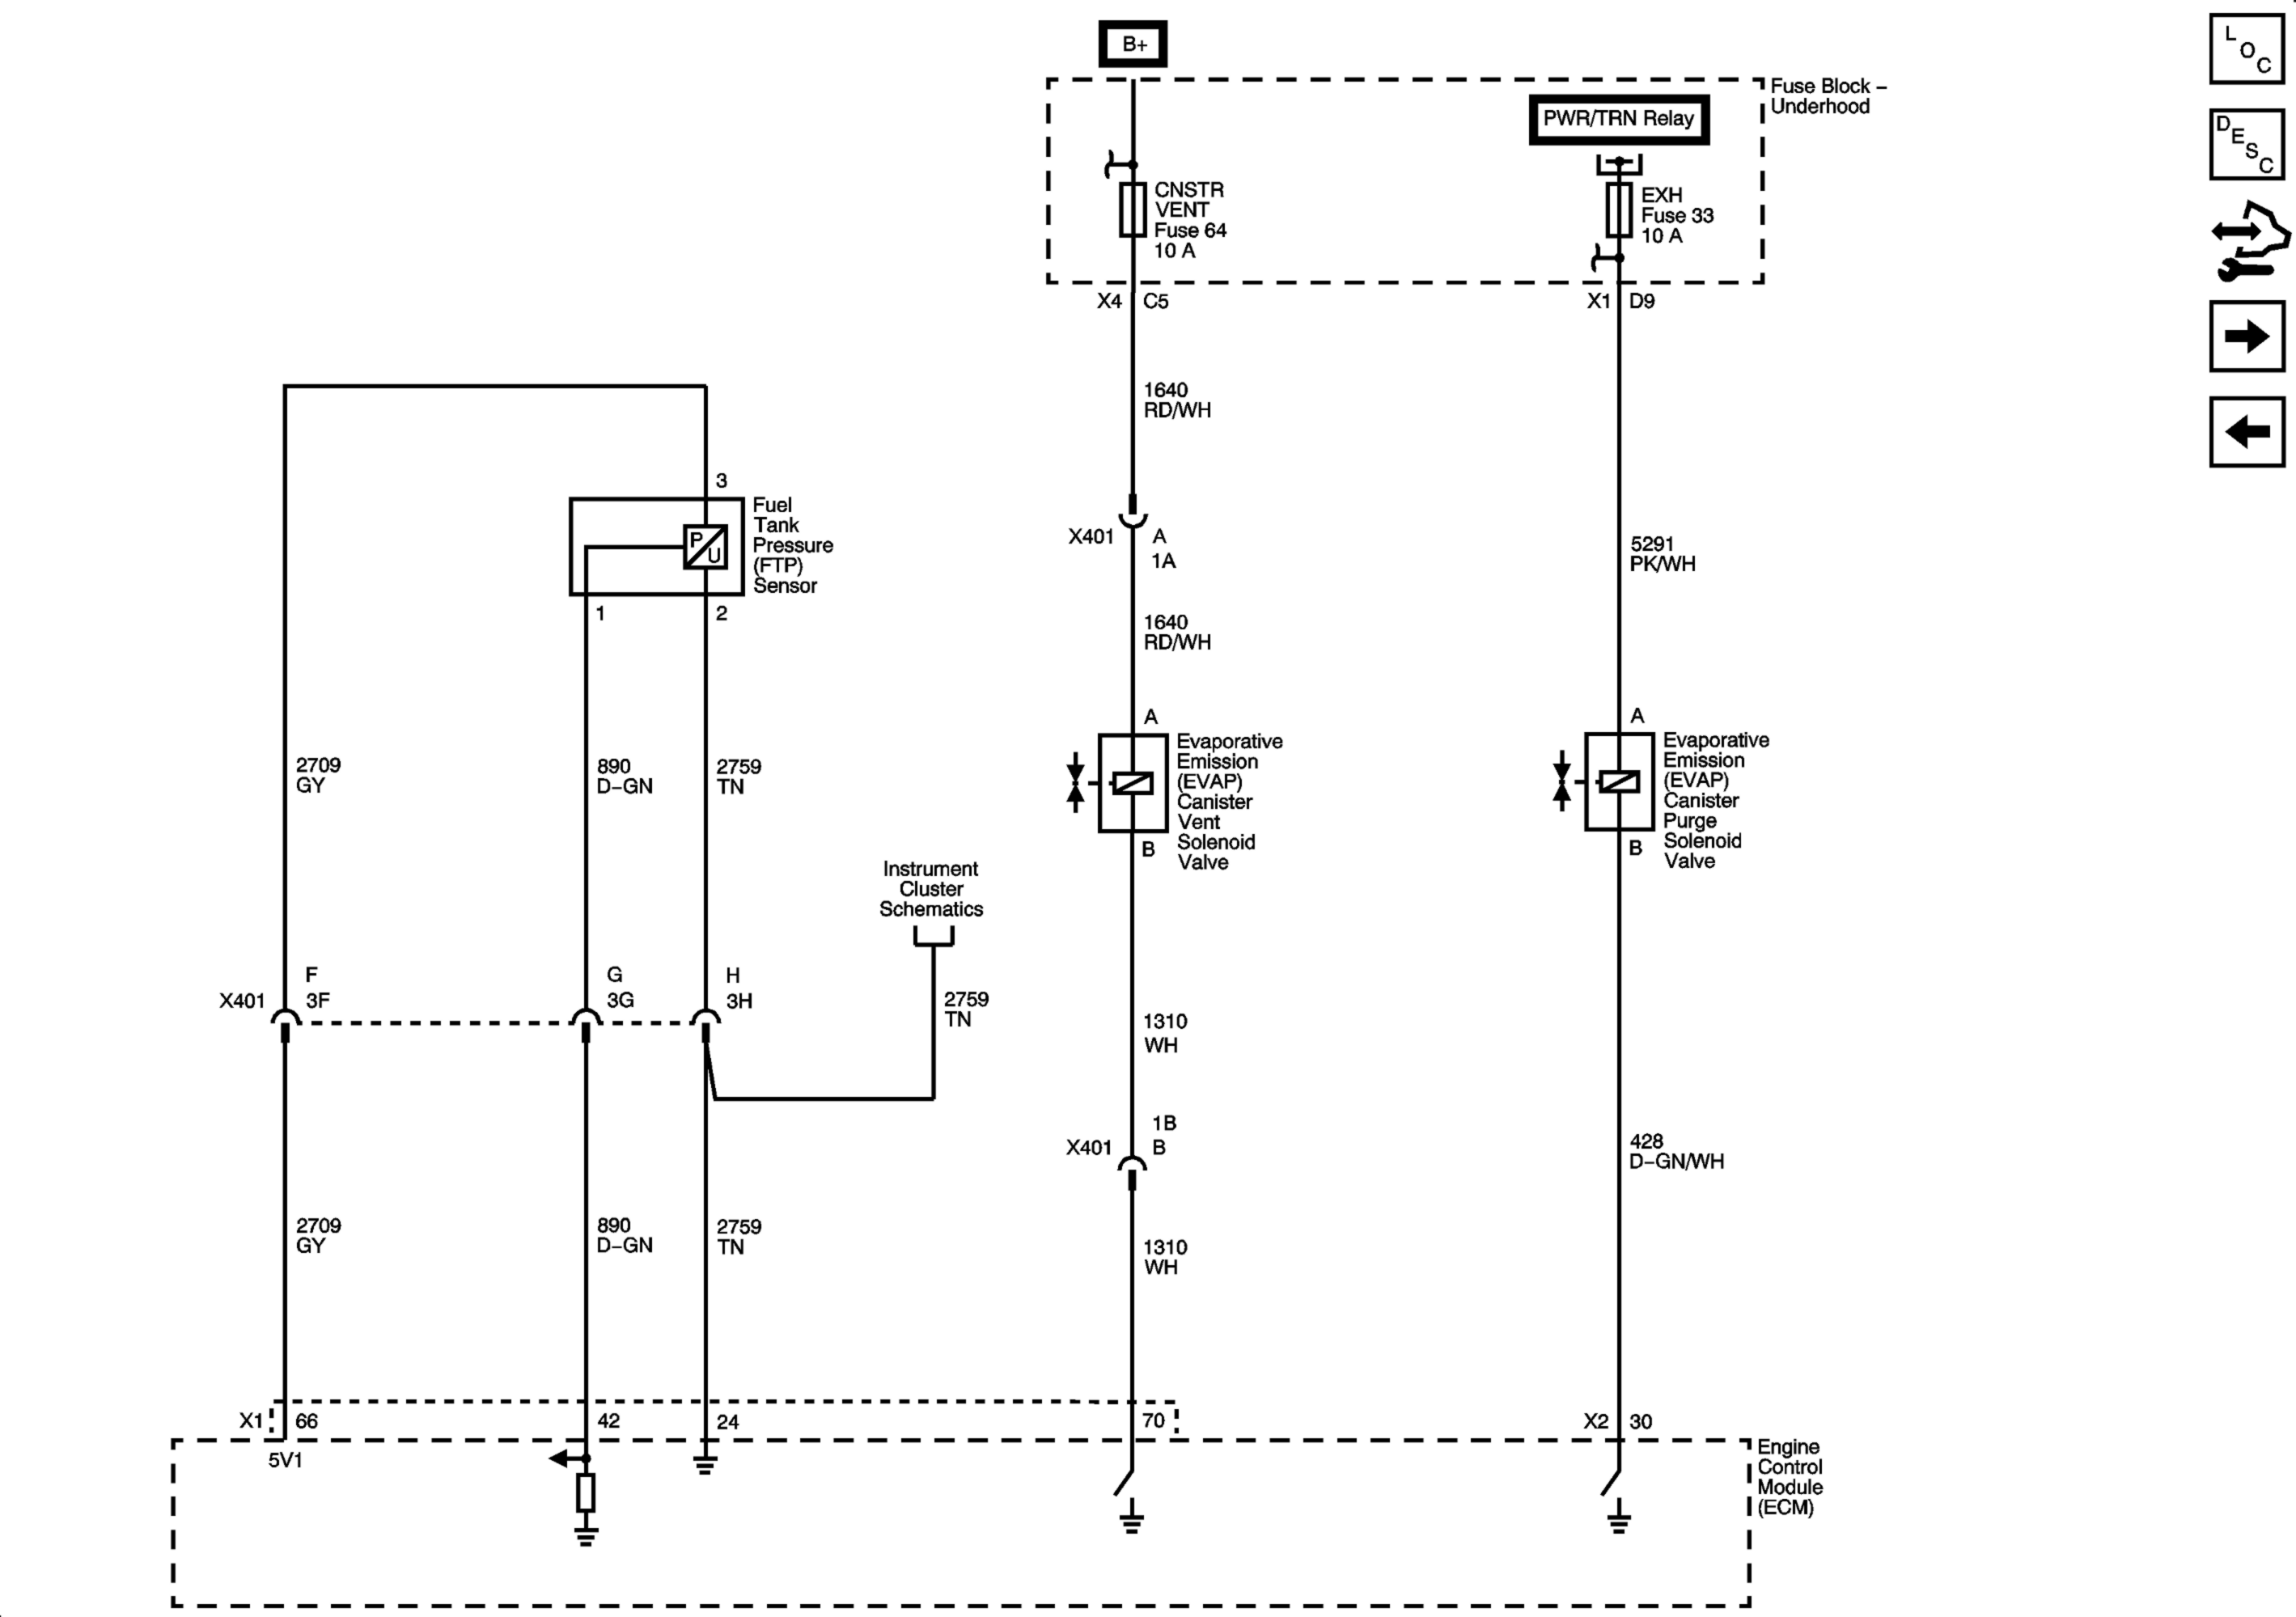 B+
Fuse Block –
Underhood
PWR/TRN Relay
CNSTR
VENT
Fuse 64
10 A
EXH
Fuse 33
10 A
X4
C5
X1
D9
L
O
C
D
E
S
C
1640
RD/WH
3
Fuel
Tank
Pressure
(FTP)
Sensor
P
U
1
2
X401
A
1A
5291
PK/WH
1640
RD/WH
A
Evaporative
Emission
(EVAP)
Canister
Vent
Solenoid
Valve
B
A
Evaporative
Emission
(EVAP)
Canister
Purge
Solenoid
Valve
B
2709
GY
890
D–GN
2759
TN
Instrument
Cluster
Schematics
X401
F
3F
G
3G
H
3H
2759
TN
1310
WH
1B
X401
B
428
D–GN/WH
2709
GY
890
D–GN
2759
TN
1310
WH
X1
66
42
24
70
X2
30
5V1
Engine
Control
Module
(ECM)